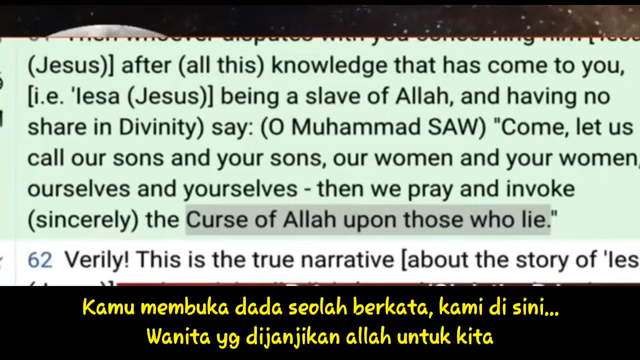 (Jesus)] after (all this) knowledge that has come to you,
[i.e. 'Iesa (Jesus)] being a slave of Allah, and having no
share in Divinity) say: (O Muhammad SAW) "Come, let us
call our sons and your sons, our women and your women,
ourselves and yourselves - then we pray and invoke
(sincerely) the Curse of Allah upon those who lie."
62 Verily! This is the true narrative [about the story of 'Ies
Kamu membuka dada seolah berkata, kami di sini...
Wanita yg dijanjikan allah untuk kita